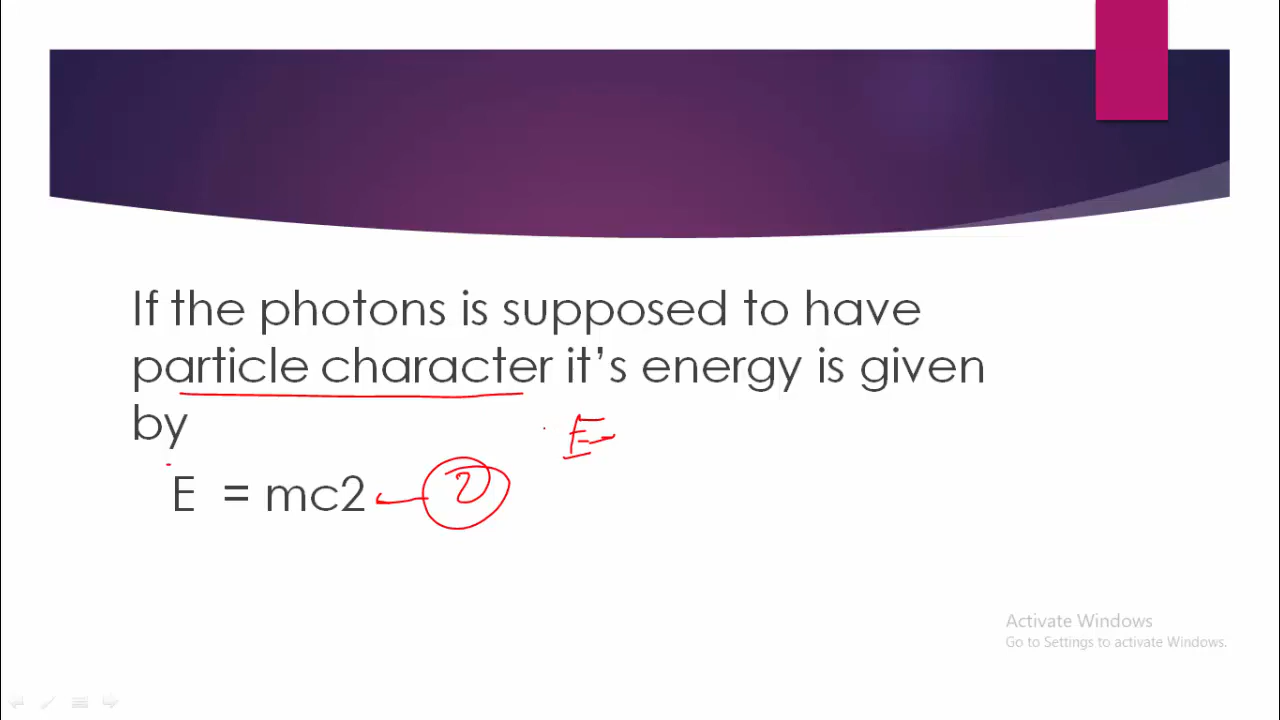 If the photons is supposed to have
particle character it's energy is given
by
E
E = mc2
2
Activate Windows
Go to Settings to activate Windows.